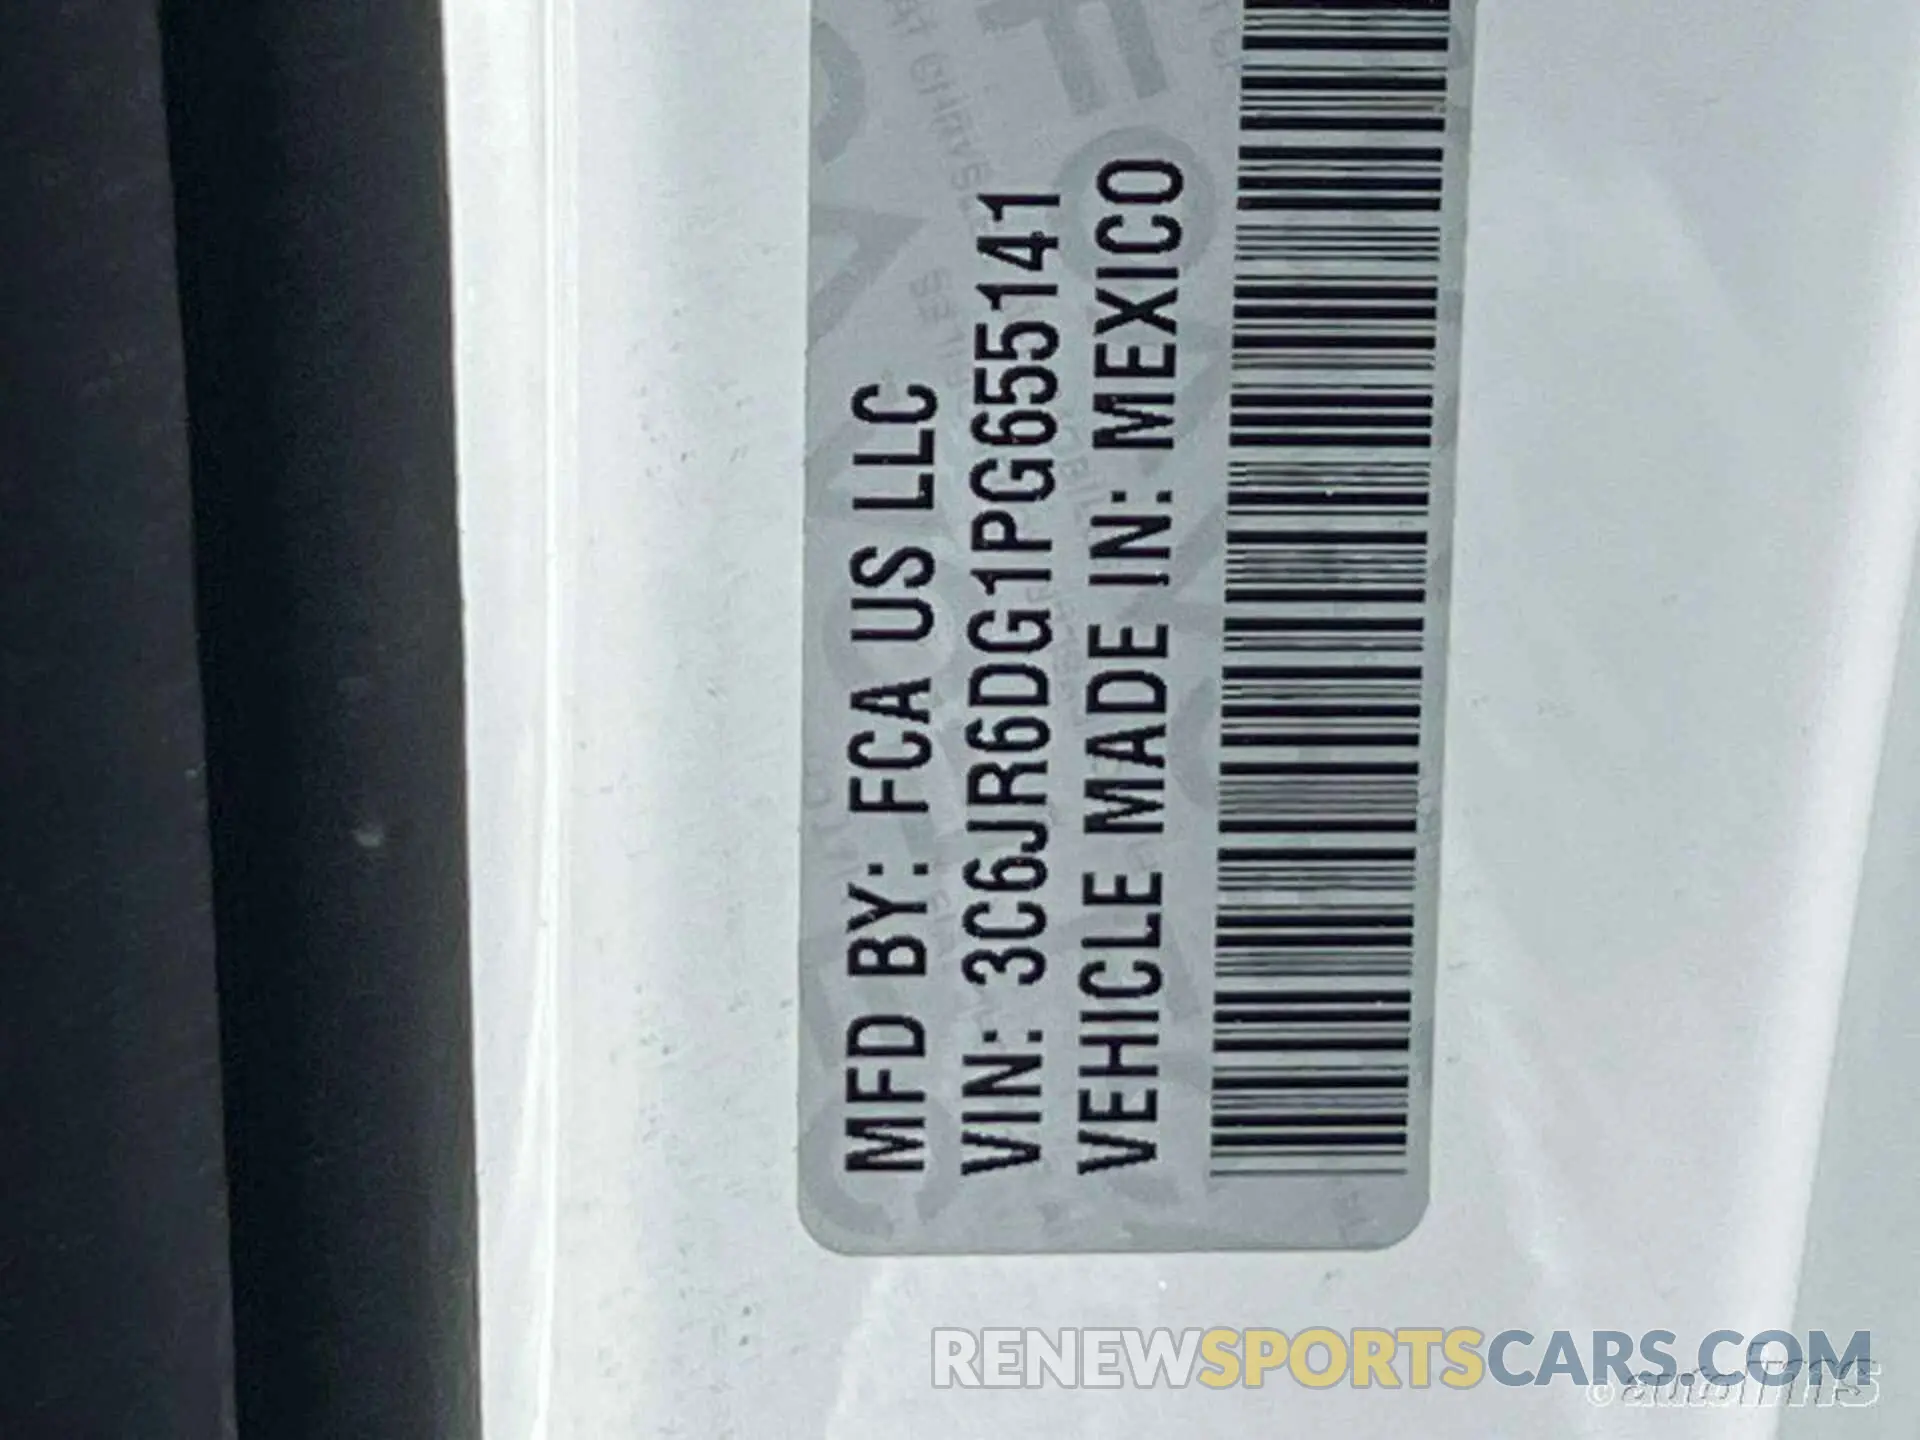 MFD BY: FCA US LLC
VIN: 3C6JR6DG1PG655141
VEHICLE MADE IN: MEXICO
RENEWSPORTSCARS.COM